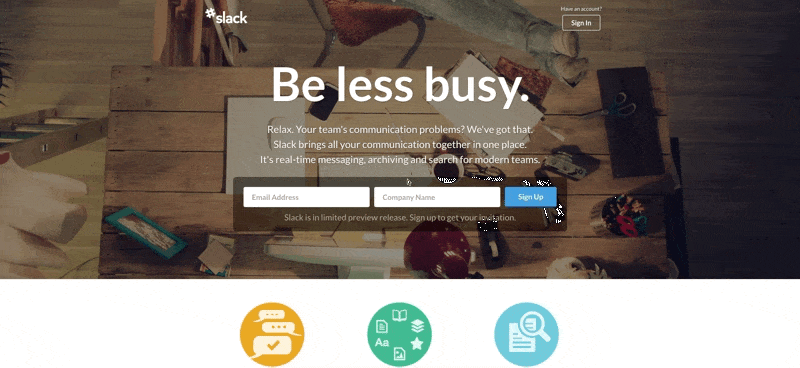 slack
Have an account?
Sign In
Be less busy.
Relax. Your team's communication problems? We've got that.
Slack brings all your communication together in one place.
It's real-time messaging, archiving and search for modern teams.
Email Address
Company Name
Sign Up
Slack is in limited preview release. Sign up to get your invitation.
Aa